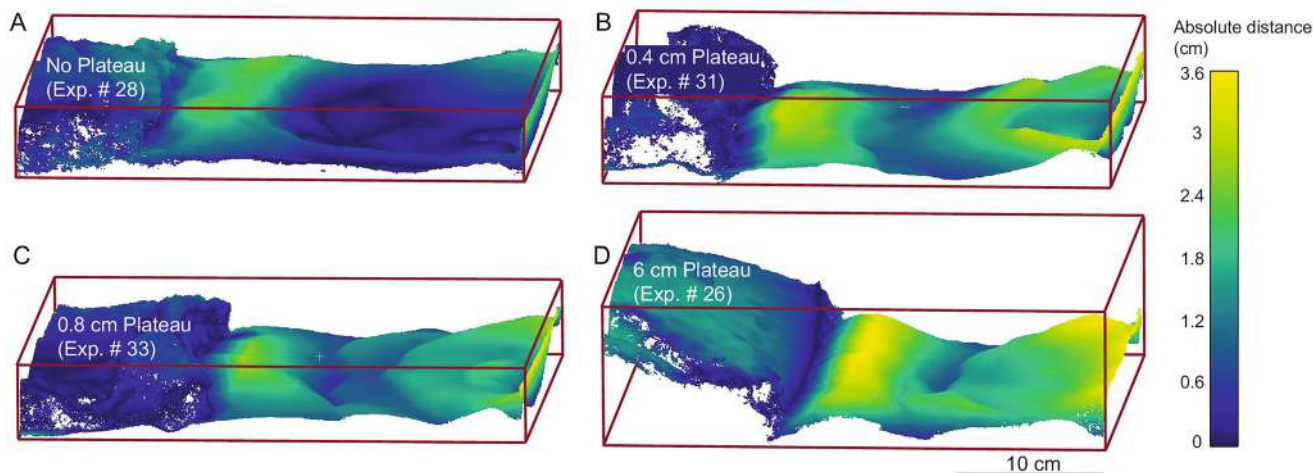 A
No Plateau
(Exp. # 28)
B
0.4 cm Plateau
(Exp. # 31)
Absolute distance
(cm)
3.6
3
2.4
1.8
1.2
0.6
0
C
0.8 cm Plateau
(Exp. # 33)
D
6 cm Plateau
(Exp. # 26)
10 cm